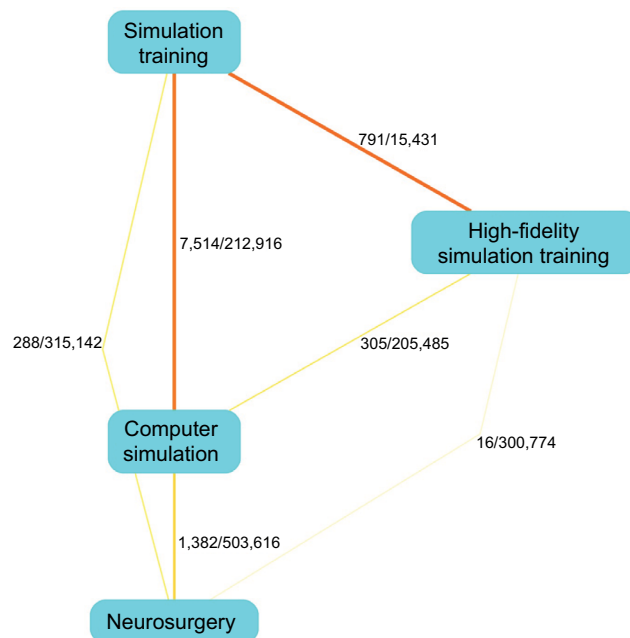 Simulation
training
791/15,431
High-fidelity
simulation training
7,514/212,916
288/315,142
305/205,485
Computer
simulation
16/300,774
1,382/503,616
Neurosurgery